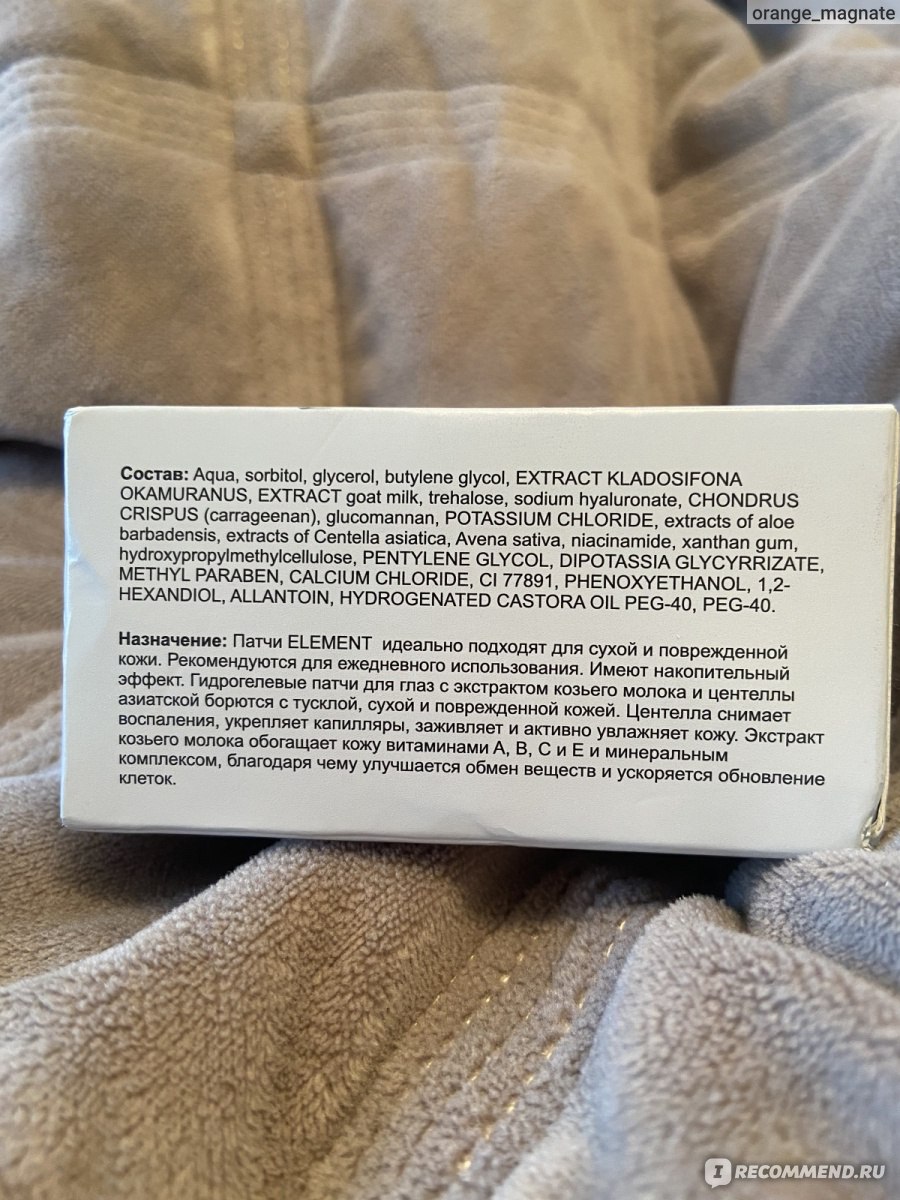 orange_magnate
Состав: Aqua, sorbitol, glycerol, butylene glycol, EXTRACT KLADOSIFONA
OKAMURANUS, EXTRACT goat milk, trehalose, sodium hyaluronate, CHONDRUS
CRISPUS (carrageenan), glucomannan, POTASSIUM CHLORIDE, extracts of aloe
barbadensis, extracts of Centella asiatica, Avena sativa, niacinamide, xanthan gum,
hydroxypropylmethylcellulose, PENTYLENE GLYCOL, DIPOTASSIA GLYCYRRIZATE,
METHYL PARABEN, CALCIUM CHLORIDE, CI 77891, PHENOXYETHANOL, 1,2-
HEXANDIOL, ALLANTOIN, HYDROGENATED CASTORA OIL PEG-40, PEG-40.
Назначение: Патчи ELEMENT идеально подходят для сухой и поврежденной
кожи. Рекомендуются для ежедневного использования. Имеют накопительный
эффект. Гидрогелевые патчи для глаз с экстрактом козьего молока и центеллы
азиатской борются с тусклой, сухой и поврежденной кожей. Центелла снимает
воспаления, укрепляет капилляры, заживляет и активно увлажняет кожу. Экстракт
козьего молока обогащает кожу витаминами А, В, С и Е и минеральным
комплексом, благодаря чему улучшается обмен веществ и ускоряется обновление
клеток.
IRECOMMEND.RU